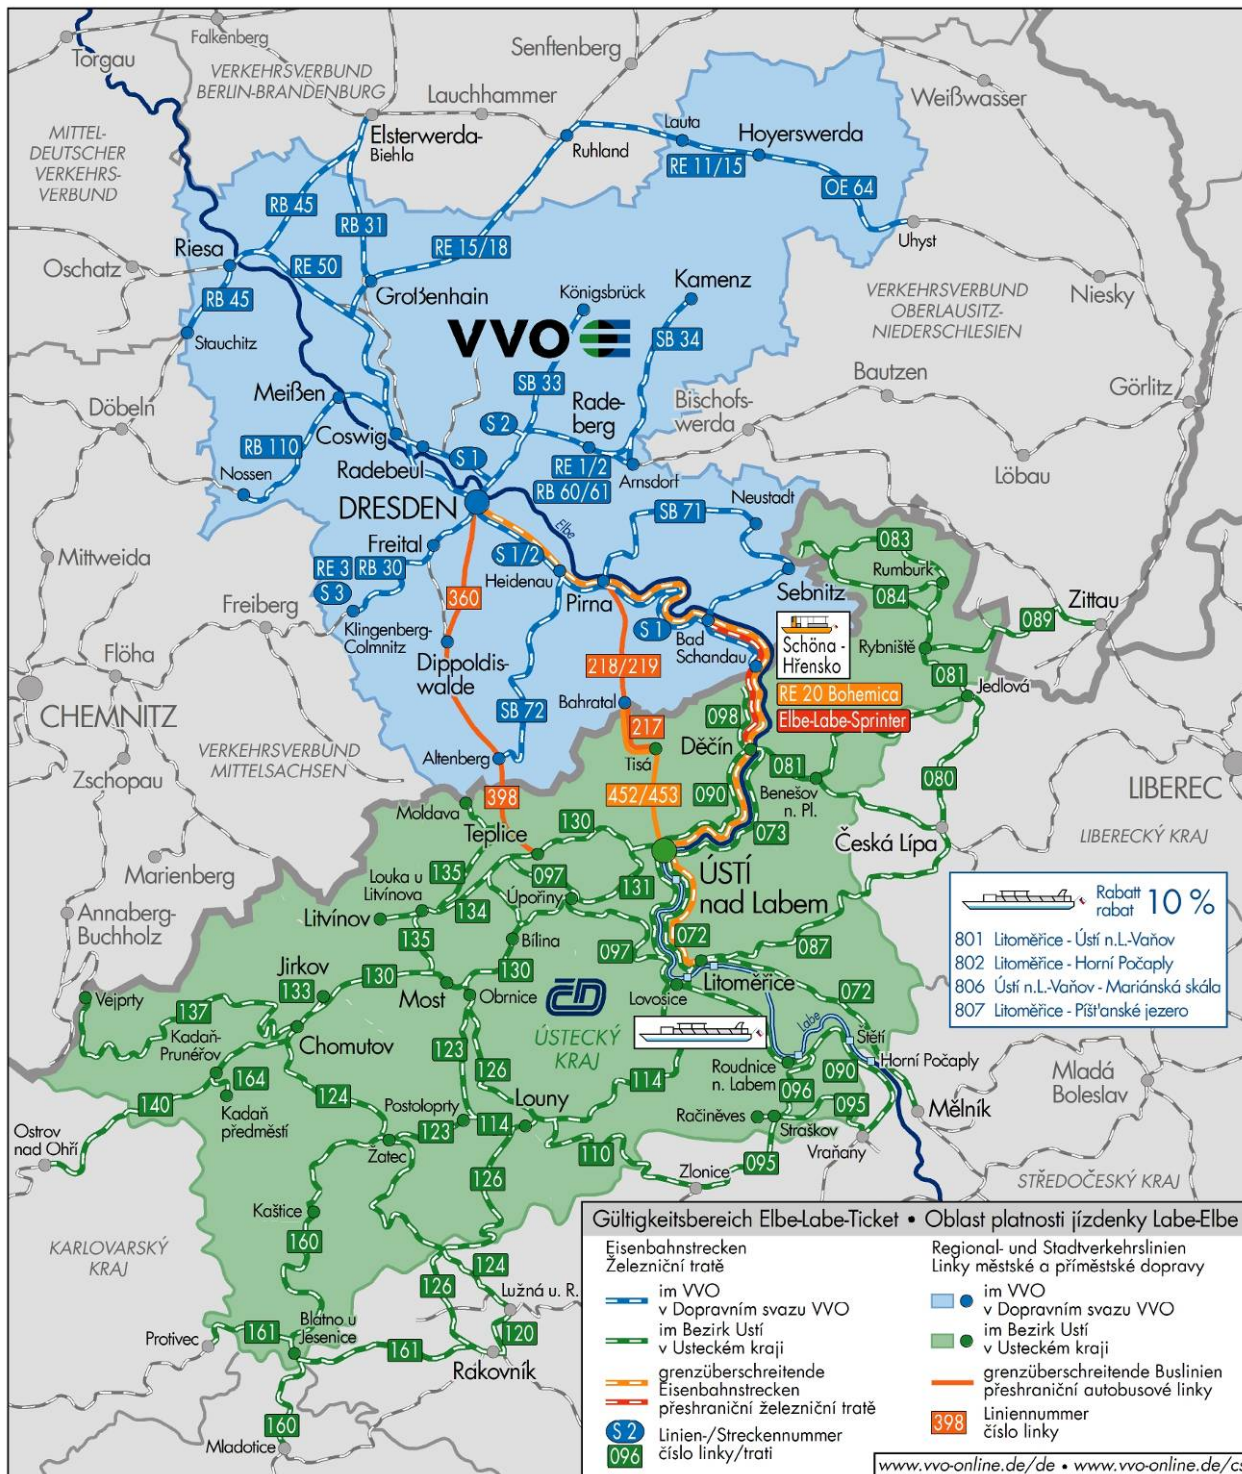 Torgau
Falkenberg
VERKEHRSVERBUND
BERLIN-BRANDENBURG
Senftenberg
Lauchhammer
Weißwasser
MITTEL-
DEUTSCHER
VERKEHRS-
VERBUND
Elsterwerda-
Biehla
Ruhland
Lauta
Hoyerswerda
RE 11/15
OE 64
RB 45
RB 31
RE 15/18
Uhyst
Riesa
RE 50
Oschatz
RB 45
Großenhain
Königsbrück
Kamenz
VERKEHRSVERBUND
OBERLAUSITZ-
NIEDERSCHLESIEN
Niesky
Stauchitz
VVO
SB 34
SB 33
Bautzen
Görlitz
Meißen
Döbeln
Coswig
S 2
Rade-
berg
Bischofs-
werda
RB 110
Radebeul
S 1
RE 1/2
RB 60/61
Arnsdorf
Löbau
Nossen
DRESDEN
Elbe
SB 71
Neustadt
Mittweida
Freital
S 1/2
Heidenau
083
Rumburk
RE 3
RB 30
S 3
Pirna
Sebnitz
084
Zittau
Freiberg
360
Klingenberg-
Colmnitz
S 1
Bad
Schandau
Schöna -
Hřensko
Rybniště
089
Flöha
Dippoldis-
walde
218/219
081
Jedlová
CHEMNITZ
SB 72
Bahratal
098
RE 20 Bohemica
Elbe-Labe-Sprinter
217
VERKEHRSVERBUND
MITTELSACHSEN
Altenberg
Tisá
Děčín
081
Zschopau
398
452/453
090
Benešov
n. Pl.
080
LIBEREC
Moldava
Teplice
130
073
Česká Lípa
LIBERECKÝ KRAJ
Marienberg
Louka u
Litvínova
135
097
131
ÚSTÍ
nad Labem
Rabatt
rabat
10 %
Annaberg-
Buchholz
Litvínov
134
Úpořiny
801 Litoměřice - Ústí n.L.-Vaňov
802 Litoměřice - Horní Počaply
806 Ústí n.L.-Vaňov - Mariánská skála
807 Litoměřice - Píšťanské jezero
135
Bílina
097
072
087
Jirkov
130
130
133
Most
Obrnice
Litoměřice
Vejprty
Lovosice
072
137
ČD
ÚSTECKÝ
KRAJ
Labe
Kadaň-
Prunéřov
Chomutov
123
Štětí
Horní Počaply
164
126
114
Roudnice
n. Labem
090
096
Mladá
Boleslav
140
124
Kadaň
předměstí
Postoloprty
Louny
Račiněves
095
Mělník
Ostrov
nad Ohří
123
114
Straškov
Žatec
110
Vraňany
095
Zlonice
126
STŘEDOČESKÝ KRAJ
Kaštice
KARLOVARSKÝ
KRAJ
160
124
126
Lužná u. R.
Protivec
161
Blatno u
Jesenice
161
120
Rakovník
160
Mladotice
Gültigkeitsbereich Elbe-Labe-Ticket • Oblast platnosti jízdenky Labe-Elbe
Eisenbahnstrecken
Železniční tratě
im VVO
v Dopravním svazu VVO
im Bezirk Ustí
v Usteckém kraji
grenzüberschreitende
Eisenbahnstrecken
přeshraniční železniční tratě
S 2
096
Linien-/Streckennummer
číslo linky/trati
Regional- und Stadtverkehrslinien
Linky městské a příměstské dopravy
im VVO
v Dopravním svazu VVO
im Bezirk Ustí
v Usteckém kraji
grenzüberschreitende Buslinien
přeshraniční autobusové linky
398
Liniennummer
číslo linky
www.vvo-online.de/de • www.vvo-online.de/cs